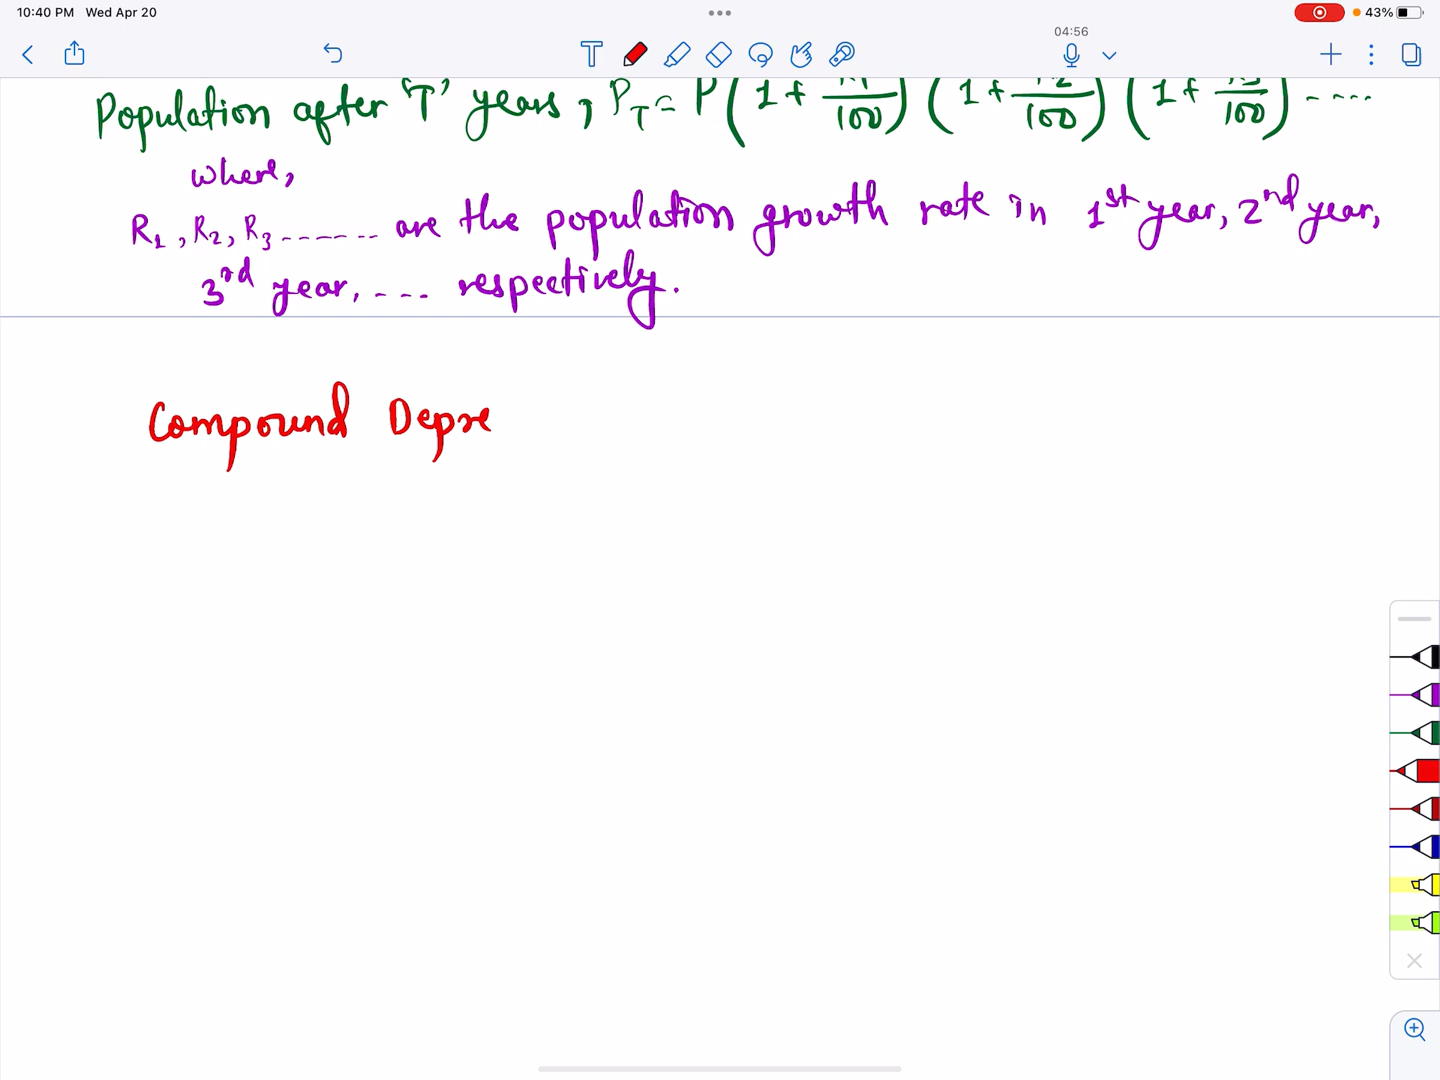 10:40 PM Wed Apr 20
43%
04:56
T
Population after 'T' years, P_T = P(1 + R1/100)(1 + R2/100)(1 + R3/100) - - - -
where,
R₁, R₂, R₃ - - - - - - - are the population growth rate in 1st year, 2nd year,
3rd year, - - - respectively.
Compound Depre